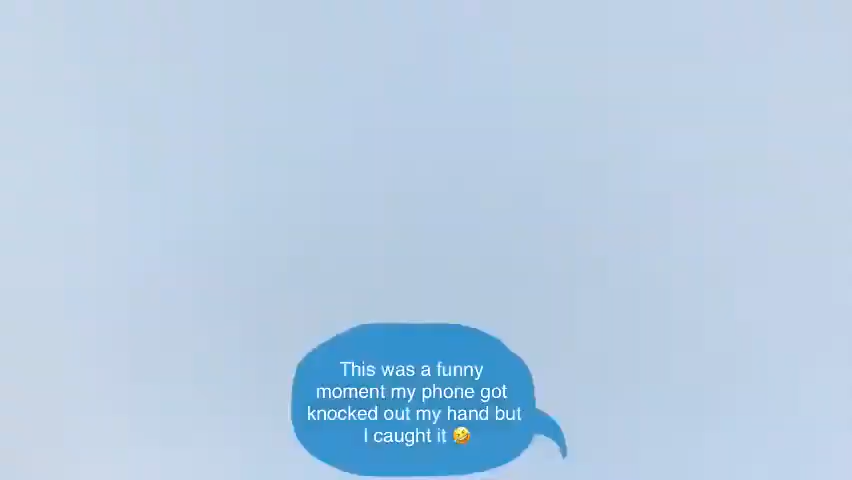 This was a funny
moment my phone got
knocked out my hand but
I caught it 🤣